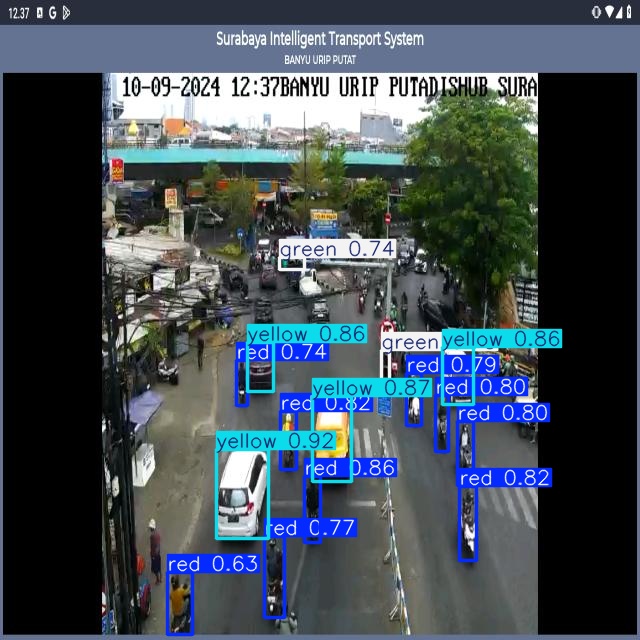 12.37
Surabaya Intelligent Transport System
BANYU URIP PUTAT
10-09-2024 12:37BANYU URIP PUTADISHUB SURA
green 0.74
yellow 0.86
green
yellow 0.86
red 0.74
red 0.79
yellow 0.87
red 0.80
red 0.82
red 0.80
yellow 0.92
red 0.86
red 0.82
red 0.77
red 0.63